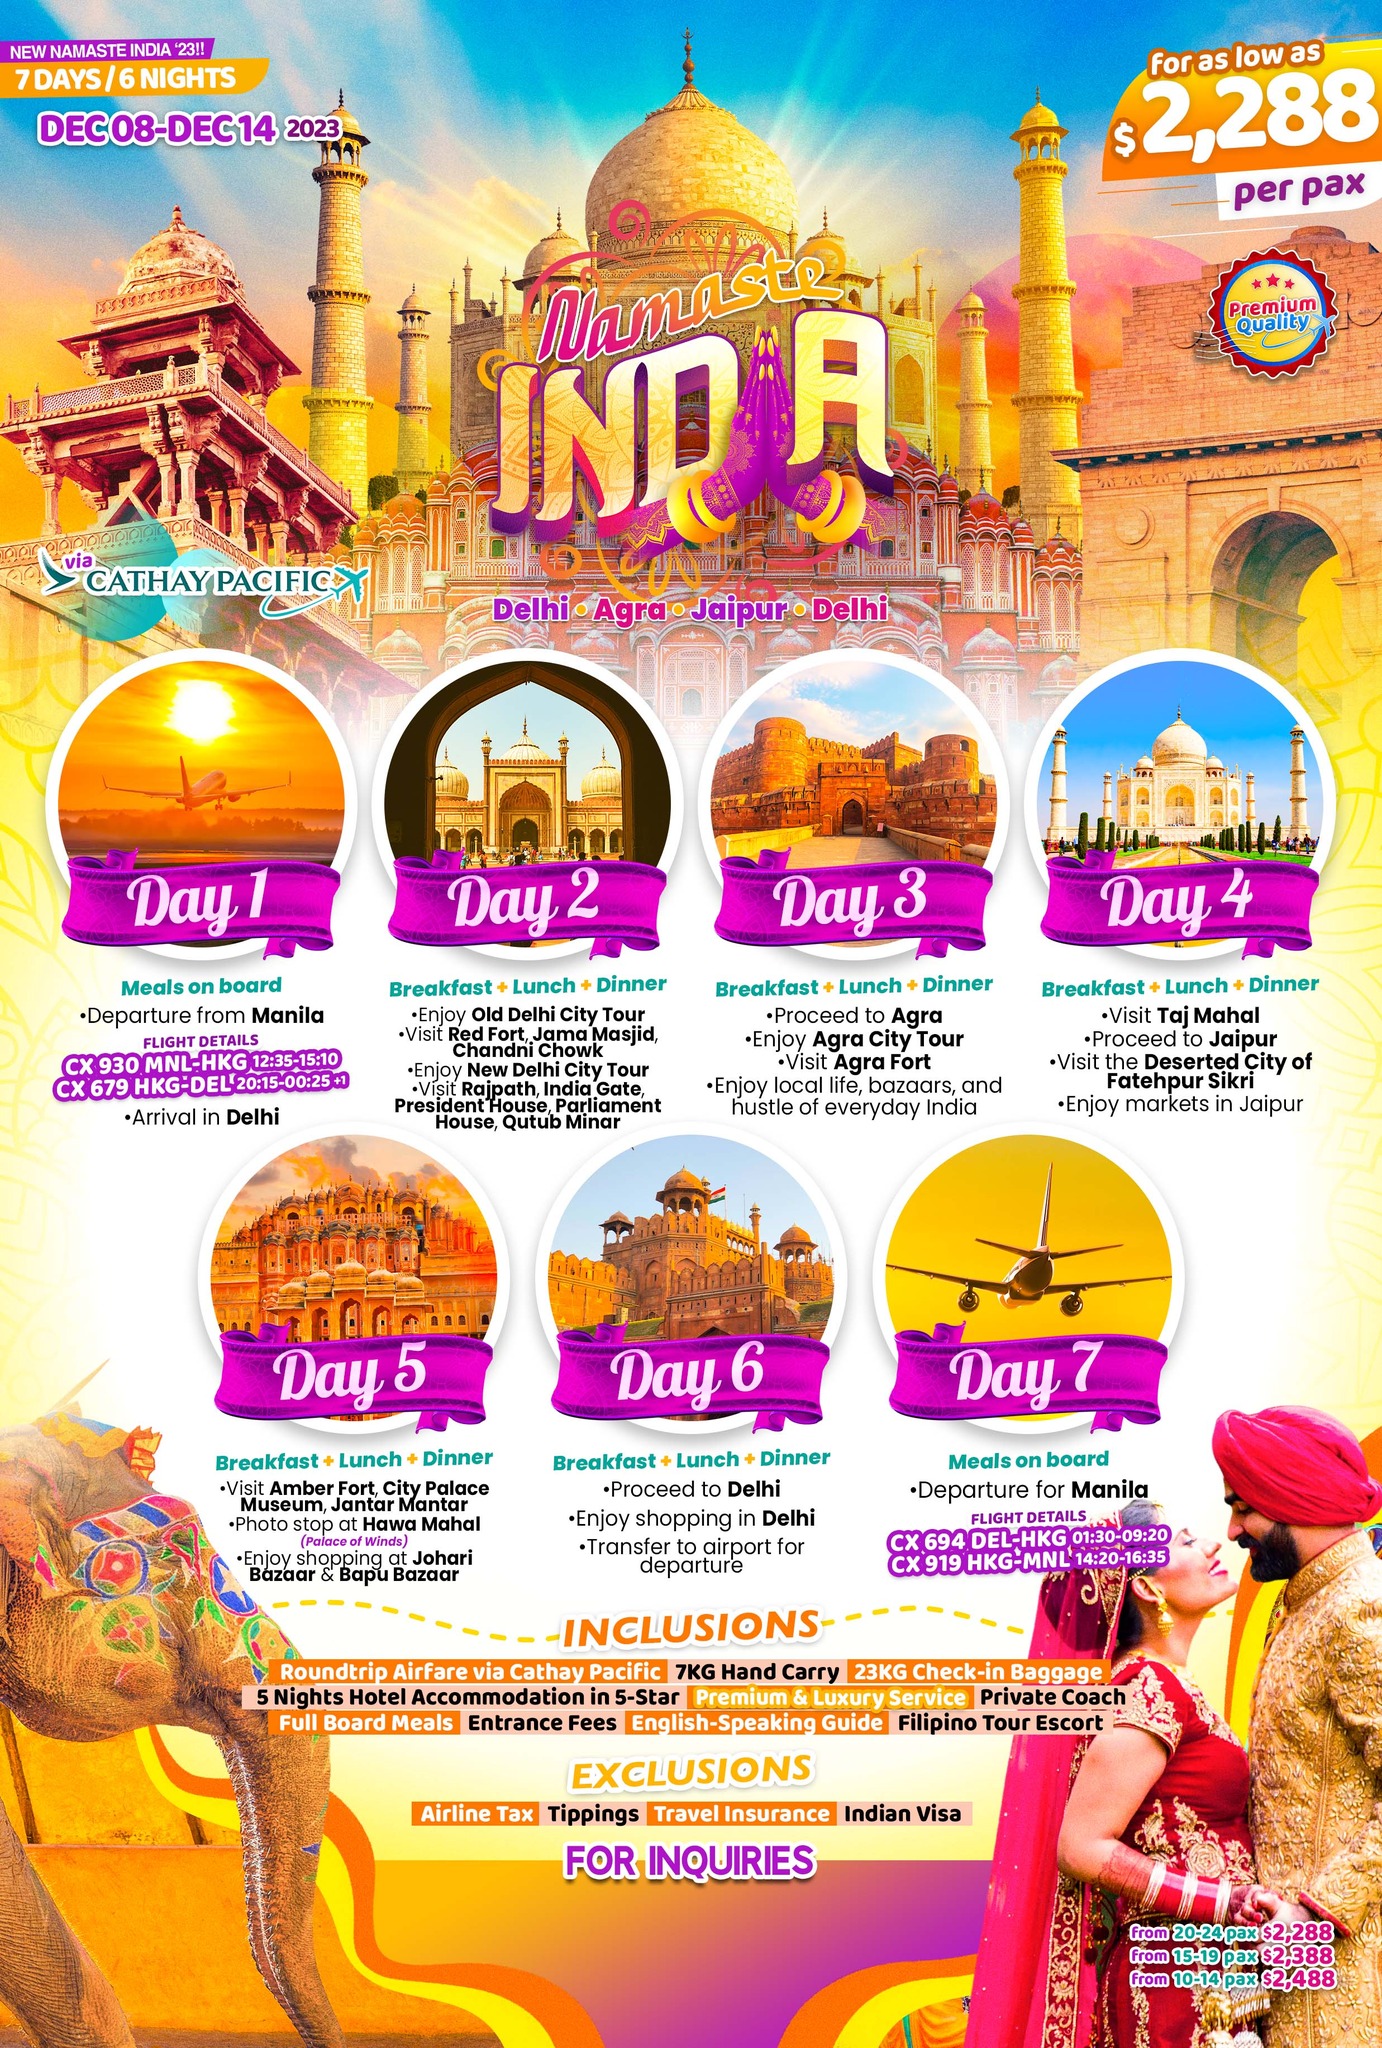 NEW NAMASTE INDIA '23!!
7 DAYS / 6 NIGHTS
DEC 08-DEC 14 2023
for as low as
$2,288
per pax
Premium
Quality
Namaste
INDIA
via
CATHAY PACIFIC
Delhi • Agra • Jaipur • Delhi
Day 1
Meals on board
•Departure from Manila
FLIGHT DETAILS
CX 930 MNL-HKG 12:35-15:10
CX 679 HKG-DEL 20:15-00:25 +1
•Arrival in Delhi
Day 2
Breakfast + Lunch + Dinner
•Enjoy Old Delhi City Tour
•Visit Red Fort, Jama Masjid,
Chandni Chowk
•Enjoy New Delhi City Tour
•Visit Rajpath, India Gate,
President House, Parliament
House, Qutub Minar
Day 3
Breakfast + Lunch + Dinner
•Proceed to Agra
•Enjoy Agra City Tour
•Visit Agra Fort
•Enjoy local life, bazaars, and
hustle of everyday India
Day 4
Breakfast + Lunch + Dinner
•Visit Taj Mahal
•Proceed to Jaipur
•Visit the Deserted City of
Fatehpur Sikri
•Enjoy markets in Jaipur
Day 5
Breakfast + Lunch + Dinner
•Visit Amber Fort, City Palace
Museum, Jantar Mantar
•Photo stop at Hawa Mahal
(Palace of Winds)
•Enjoy shopping at Johari
Bazaar & Bapu Bazaar
Day 6
Breakfast + Lunch + Dinner
•Proceed to Delhi
•Enjoy shopping in Delhi
•Transfer to airport for
departure
Day 7
Meals on board
•Departure for Manila
FLIGHT DETAILS
CX 694 DEL-HKG 01:30-09:20
CX 919 HKG-MNL 14:20-16:35
INCLUSIONS
Roundtrip Airfare via Cathay Pacific 7KG Hand Carry 23KG Check-in Baggage
5 Nights Hotel Accommodation in 5-Star Premium & Luxury Service Private Coach
Full Board Meals Entrance Fees English-Speaking Guide Filipino Tour Escort
EXCLUSIONS
Airline Tax Tippings Travel Insurance Indian Visa
FOR INQUIRIES
from 20-24 pax $2,288
from 15-19 pax $2,388
from 10-14 pax $2,488